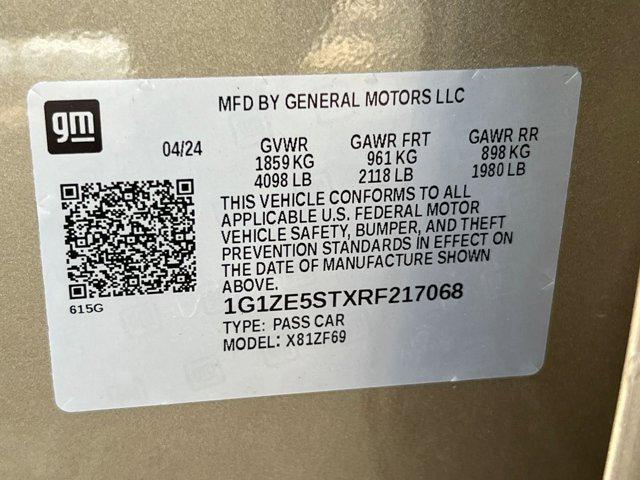 MFD BY GENERAL MOTORS LLC
gm
04/24
GVWR
1859 KG
4098 LB
GAWR FRT
961 KG
2118 LB
GAWR RR
898 KG
1980 LB
THIS VEHICLE CONFORMS TO ALL
APPLICABLE U.S. FEDERAL MOTOR
VEHICLE SAFETY, BUMPER, AND THEFT
PREVENTION STANDARDS IN EFFECT ON
THE DATE OF MANUFACTURE SHOWN
ABOVE.
615G
1G1ZE5STXRF217068
TYPE: PASS CAR
MODEL: X81ZF69